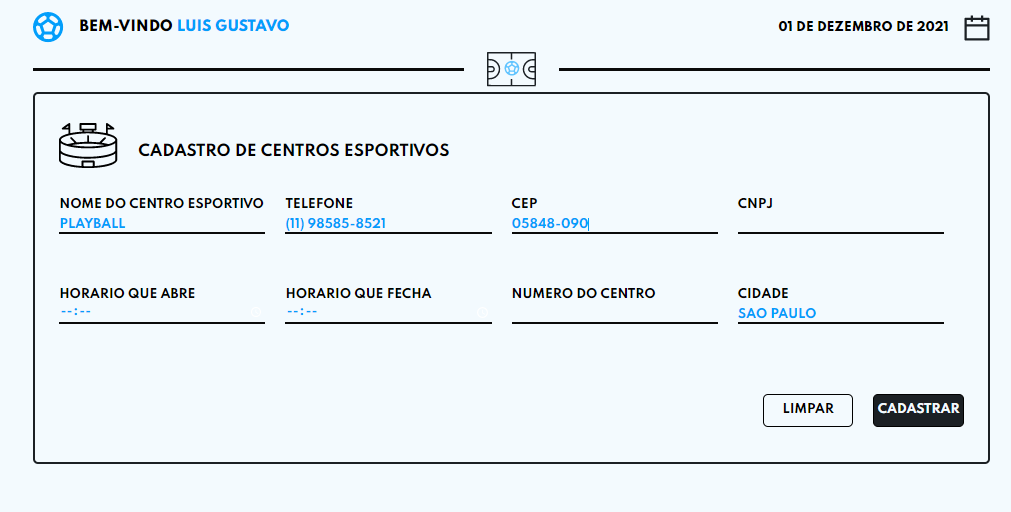 BEM-VINDO LUIS GUSTAVO
01 DE DEZEMBRO DE 2021
CADASTRO DE CENTROS ESPORTIVOS
NOME DO CENTRO ESPORTIVO
PLAYBALL
TELEFONE
(11) 98585-8521
CEP
05848-090
CNPJ
HORARIO QUE ABRE
--:--
HORARIO QUE FECHA
--:--
NUMERO DO CENTRO
CIDADE
SAO PAULO
LIMPAR
CADASTRAR